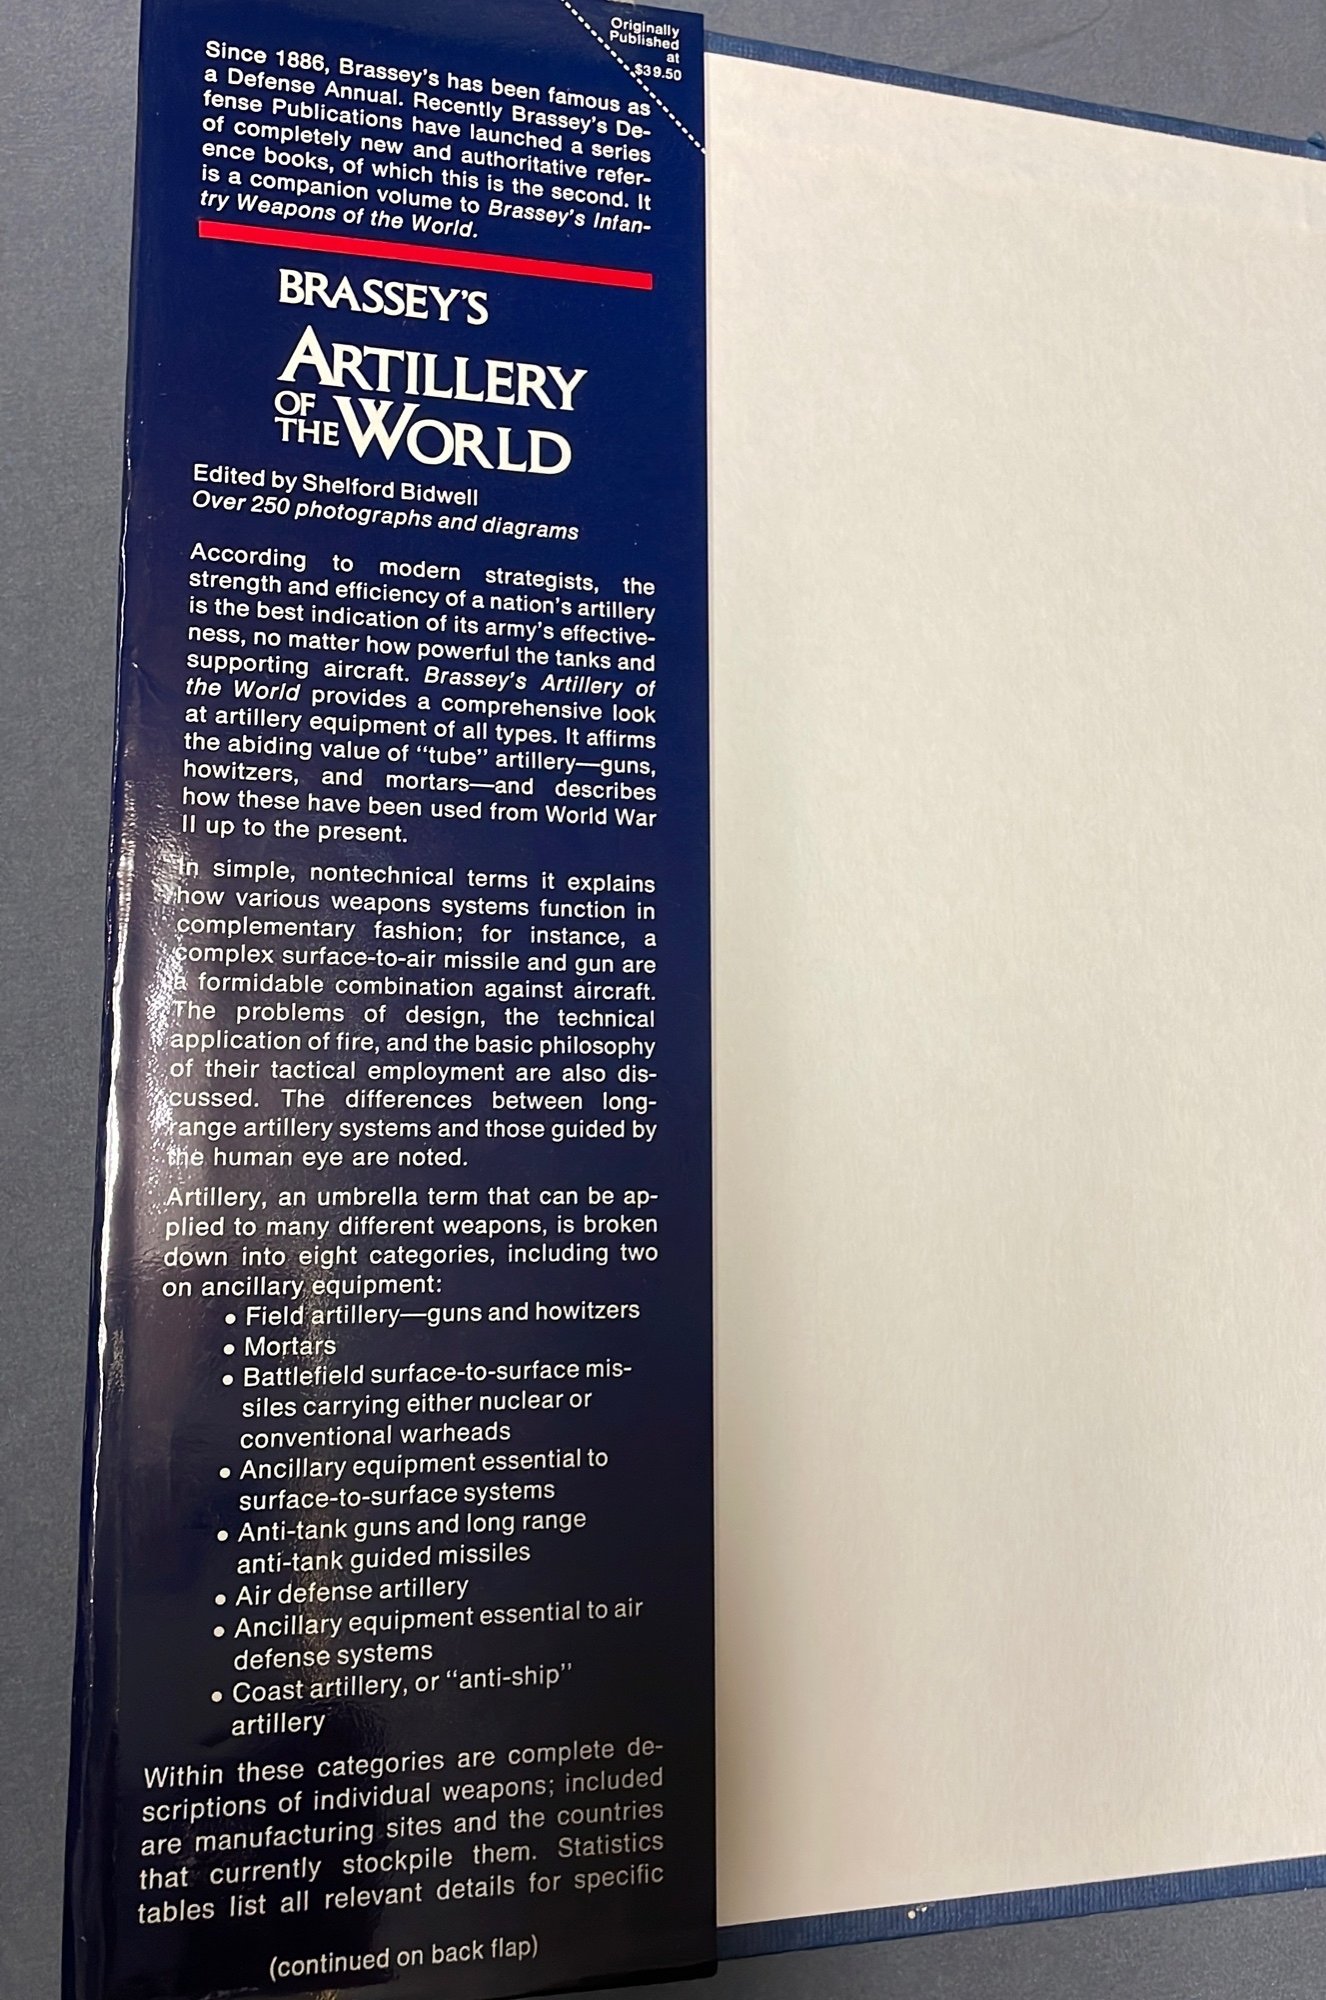 Originally
Published
at
$39.50
Since 1886, Brassey's has been famous as
a Defense Annual. Recently Brassey's De-
fense Publications have launched a series
of completely new and authoritative refer-
ence books, of which this is the second. It
is a companion volume to Brassey's Infan-
try Weapons of the World.
BRASSEY'S
ARTILLERY
OF
THE WORLD
Edited by Shelford Bidwell
Over 250 photographs and diagrams
According to modern strategists, the
strength and efficiency of a nation's artillery
is the best indication of its army's effective-
ness, no matter how powerful the tanks and
supporting aircraft. Brassey's Artillery of
the World provides a comprehensive look
at artillery equipment of all types. It affirms
the abiding value of "tube" artillery—guns,
howitzers, and mortars—and describes
how these have been used from World War
II up to the present.
In simple, nontechnical terms it explains
how various weapons systems function in
complementary fashion; for instance, a
complex surface-to-air missile and gun are
a formidable combination against aircraft.
The problems of design, the technical
application of fire, and the basic philosophy
of their tactical employment are also dis-
cussed. The differences between long-
range artillery systems and those guided by
the human eye are noted.
Artillery, an umbrella term that can be ap-
plied to many different weapons, is broken
down into eight categories, including two
on ancillary equipment:
• Field artillery—guns and howitzers
• Mortars
• Battlefield surface-to-surface mis-
siles carrying either nuclear or
conventional warheads
• Ancillary equipment essential to
surface-to-surface systems
• Anti-tank guns and long range
anti-tank guided missiles
• Air defense artillery
• Ancillary equipment essential to air
defense systems
• Coast artillery, or "anti-ship"
artillery
Within these categories are complete de-
scriptions of individual weapons; included
are manufacturing sites and the countries
that currently stockpile them. Statistics
tables list all relevant details for specific
(continued on back flap)